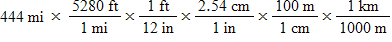 444 mi × 5280 ft / 1 mi × 1 ft / 12 in × 2.54 cm / 1 in × 100 m / 1 cm × 1 km / 1000 m